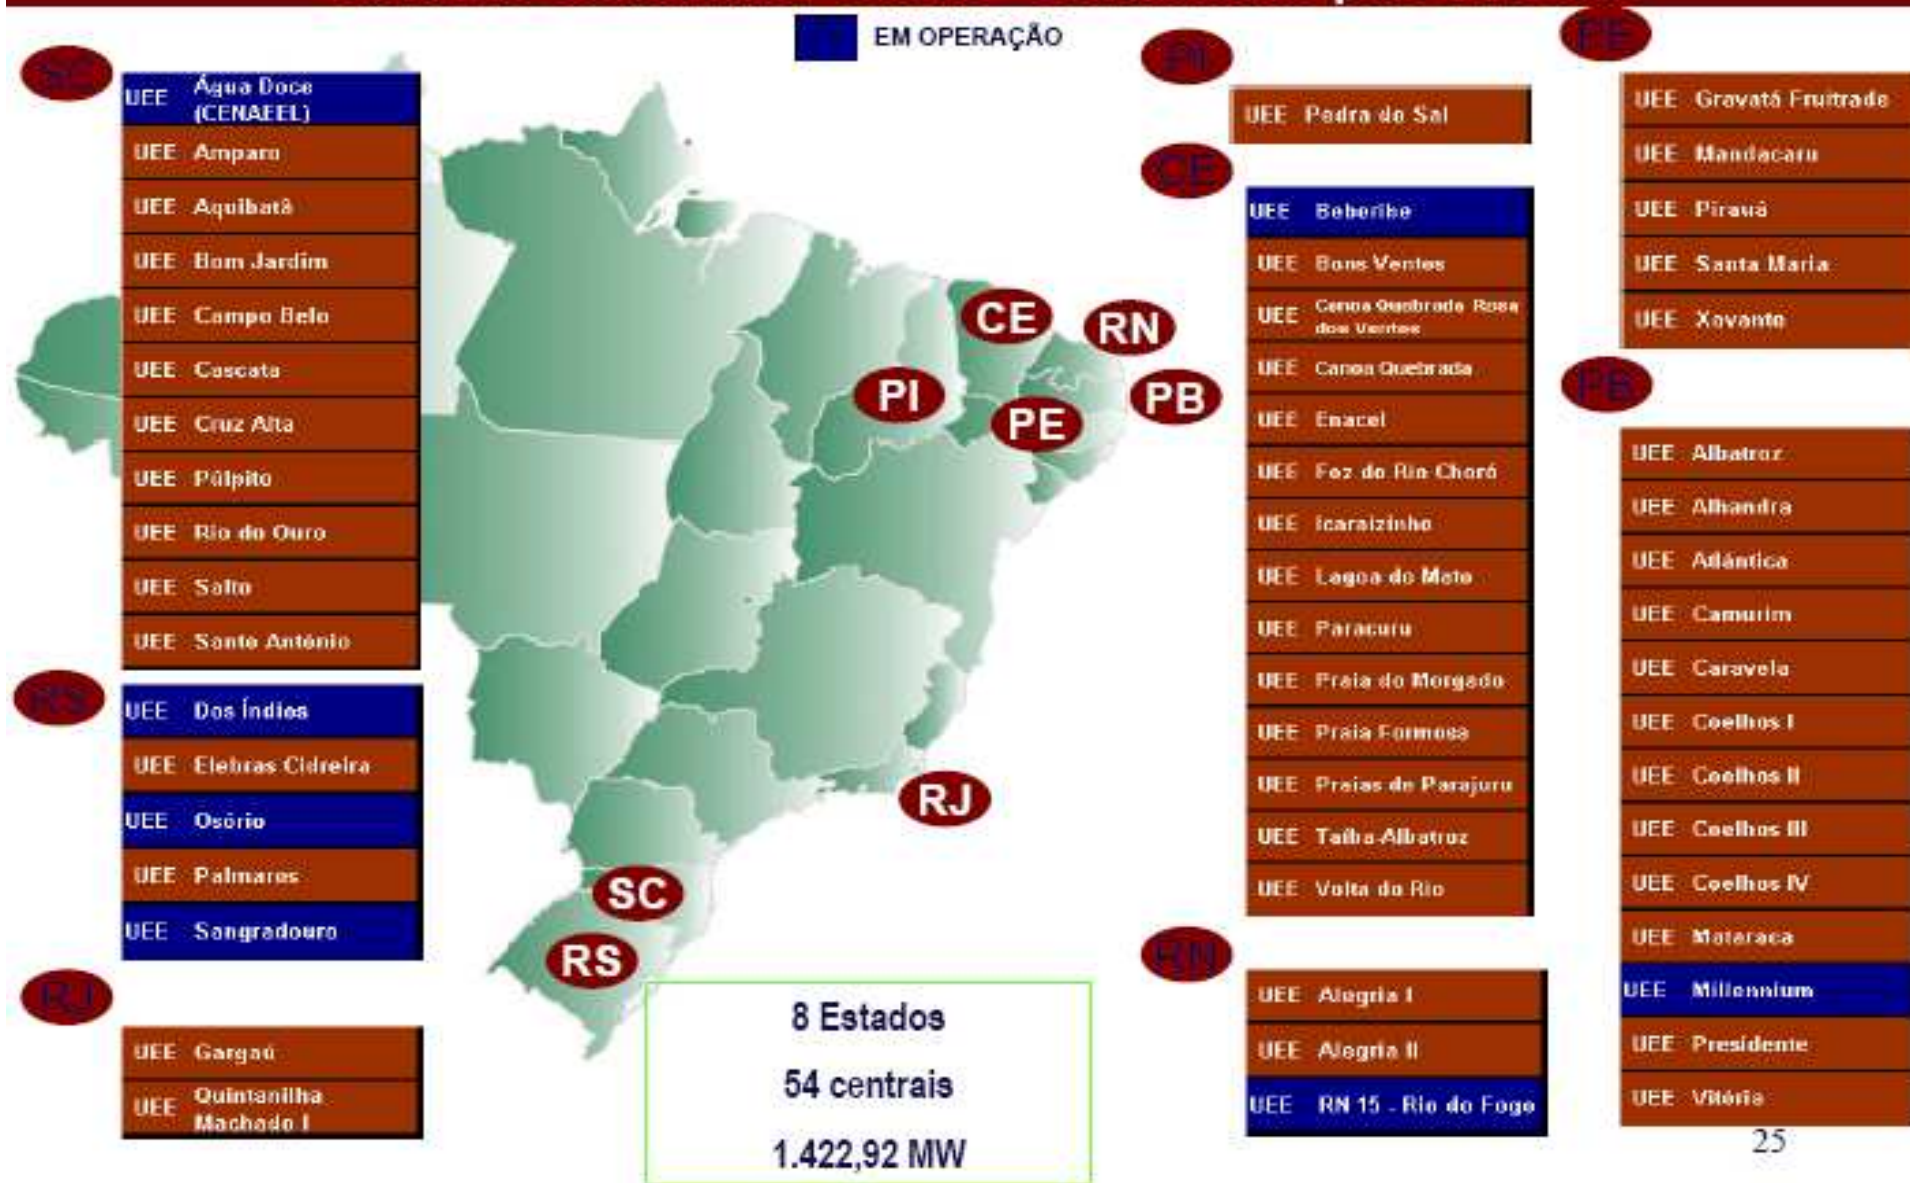 EM OPERAÇÃO
SC
UEE Água Doce
(CENAEEL)
UEE Amparo
UEE Aquibatã
UEE Bom Jardim
UEE Campo Belo
UEE Cascata
UEE Cruz Alta
UEE Púlpito
UEE Rio do Ouro
UEE Salto
UEE Santo Antônio
RS
UEE Dos Índios
UEE Elebras Cidreira
UEE Osório
UEE Palmares
UEE Sangradouro
RJ
UEE Gargaú
UEE Quintanilha
Machado I
CE
RN
PI
PB
PE
RJ
SC
RS
8 Estados
54 centrais
1.422,92 MW
PI
UEE Pedra do Sal
CE
UEE Beberibe
UEE Bons Ventos
UEE Canoa Quebrada Rosa
dos Ventos
UEE Canoa Quebrada
UEE Enacel
UEE Foz do Rio Choró
UEE Icaraizinho
UEE Lagoa do Mato
UEE Paracuru
UEE Praia do Morgado
UEE Praia Formosa
UEE Praias de Parajuru
UEE Taíba-Albatroz
UEE Volta do Rio
RN
UEE Alegria I
UEE Alegria II
UEE RN 15 - Rio do Fogo
PE
UEE Gravatá Fruitrade
UEE Mandacaru
UEE Pirauá
UEE Santa Maria
UEE Xavante
PB
UEE Albatroz
UEE Alhandra
UEE Atlântica
UEE Camurim
UEE Caravela
UEE Coelhos I
UEE Coelhos II
UEE Coelhos III
UEE Coelhos IV
UEE Mataraca
UEE Millennium
UEE Presidente
UEE Vitória
25